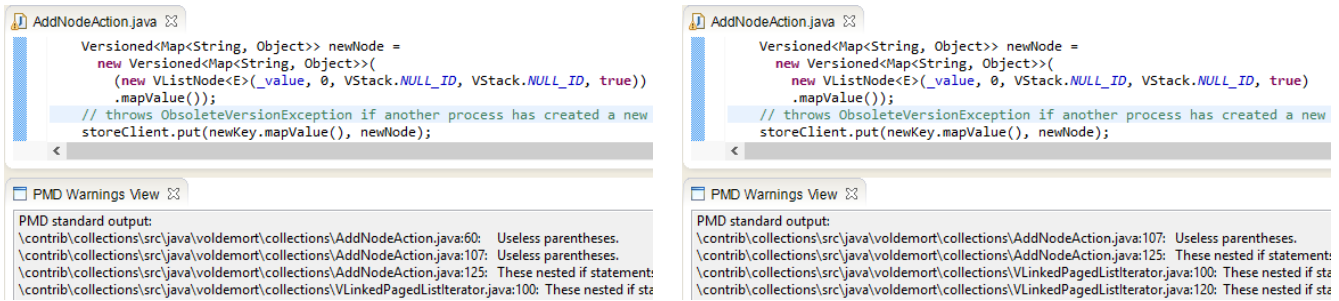 AddNodeAction.java
Versioned<Map<String, Object>> newNode =
new Versioned<Map<String, Object>>(
(new VListNode<E>(_value, 0, VStack.NULL_ID, VStack.NULL_ID, true))
.mapValue());
// throws ObsoleteVersionException if another process has created a new
storeClient.put(newKey.mapValue(), newNode);
PMD Warnings View
PMD standard output:
\contrib\collections\src\java\voldemort\collections\AddNodeAction.java:60: Useless parentheses.
\contrib\collections\src\java\voldemort\collections\AddNodeAction.java:107: Useless parentheses.
\contrib\collections\src\java\voldemort\collections\AddNodeAction.java:125: These nested if statements
\contrib\collections\src\java\voldemort\collections\VLinkedPagedListIterator.java:100: These nested if sta
AddNodeAction.java
Versioned<Map<String, Object>> newNode =
new Versioned<Map<String, Object>>(
new VListNode<E>(_value, 0, VStack.NULL_ID, VStack.NULL_ID, true)
.mapValue());
// throws ObsoleteVersionException if another process has created a new
storeClient.put(newKey.mapValue(), newNode);
PMD Warnings View
PMD standard output:
\contrib\collections\src\java\voldemort\collections\AddNodeAction.java:107: Useless parentheses.
\contrib\collections\src\java\voldemort\collections\AddNodeAction.java:125: These nested if statements
\contrib\collections\src\java\voldemort\collections\VLinkedPagedListIterator.java:100: These nested if sta
\contrib\collections\src\java\voldemort\collections\VLinkedPagedListIterator.java:120: These nested if sta